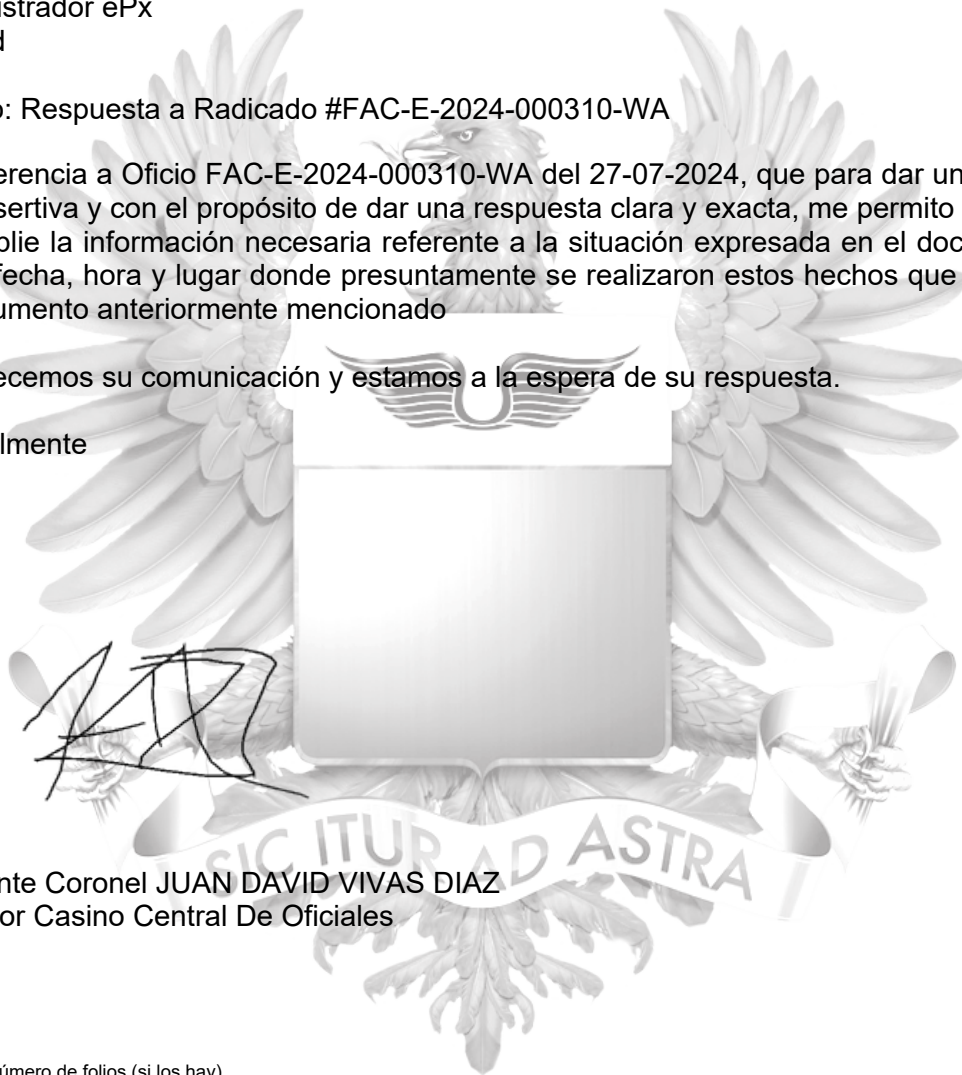 istrador ePx
d
o: Respuesta a Radicado #FAC-E-2024-000310-WA
erencia a Oficio FAC-E-2024-000310-WA del 27-07-2024, que para dar un
sertiva y con el propósito de dar una respuesta clara y exacta, me permito
olie la información necesaria referente a la situación expresada en el doc
fecha, hora y lugar donde presuntamente se realizaron estos hechos que
umento anteriormente mencionado
ecemos su comunicación y estamos a la espera de su respuesta.
lmente
SIC ITUR AD ASTRA
nte Coronel JUAN DAVID VIVAS DIAZ
or Casino Central De Oficiales
úmero de folios (si los hay)